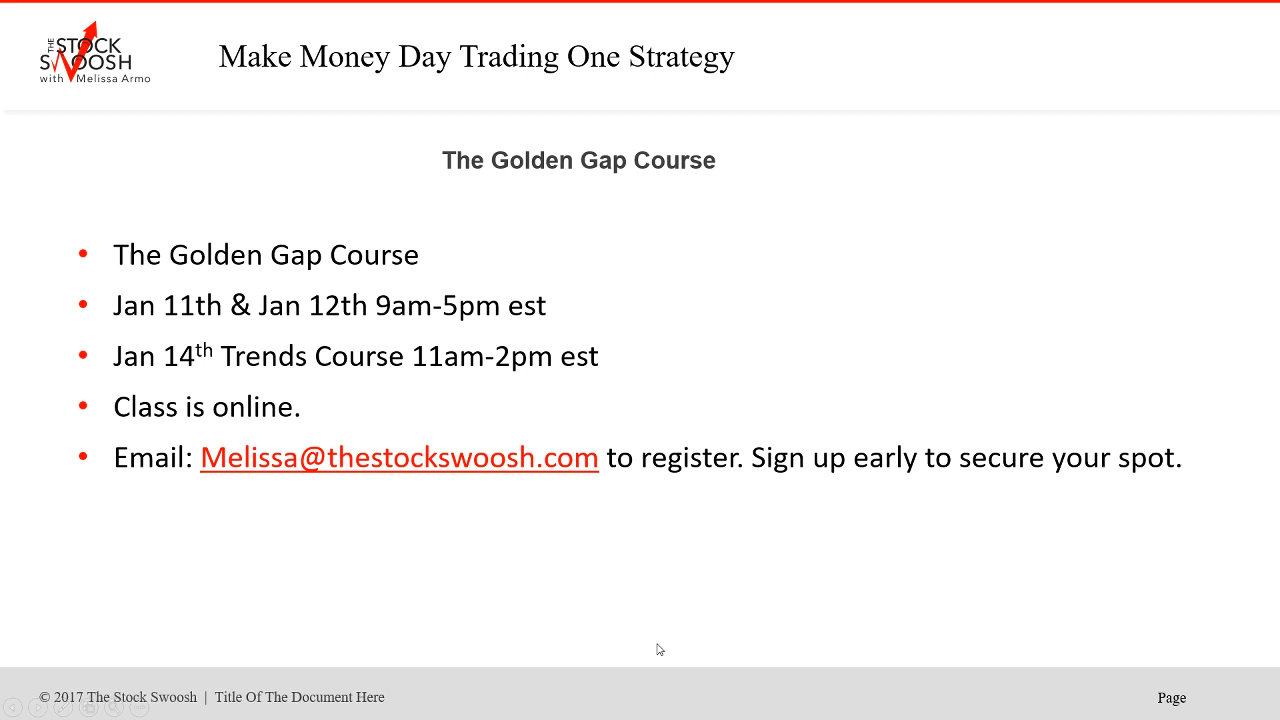 THE STOCK
SWOOSH
with Melissa Armo
Make Money Day Trading One Strategy
The Golden Gap Course
• The Golden Gap Course
• Jan 11th & Jan 12th 9am-5pm est
• Jan 14th Trends Course 11am-2pm est
• Class is online.
• Email: Melissa@thestockswoosh.com to register. Sign up early to secure your spot.
© 2017 The Stock Swoosh | Title Of The Document Here
Page